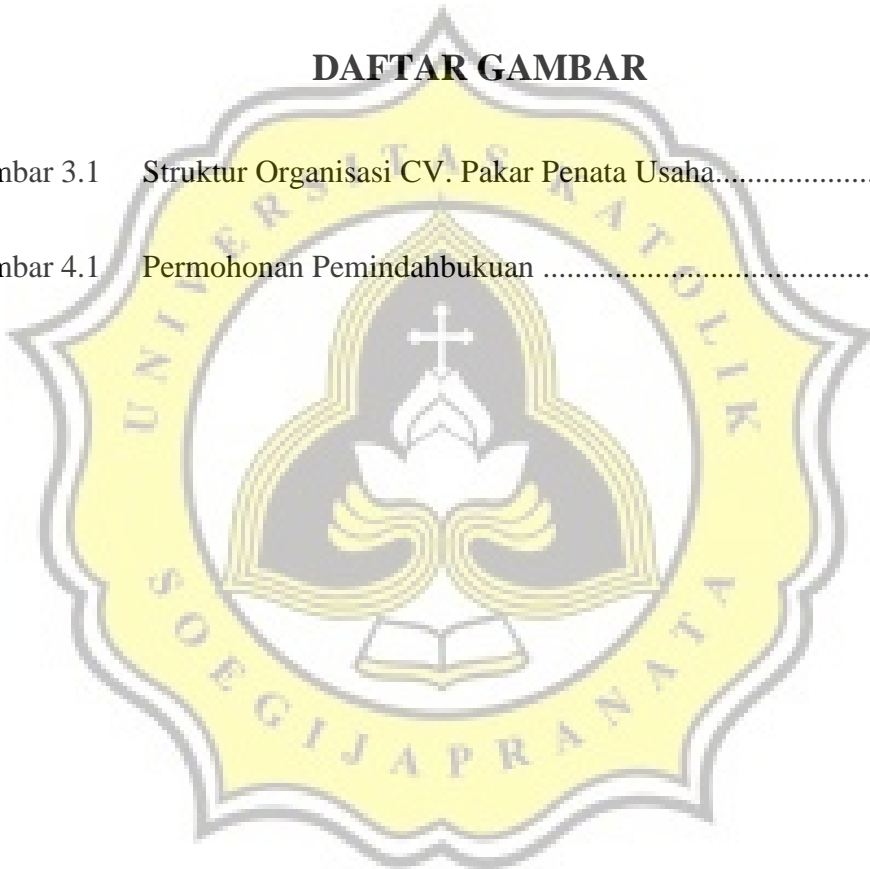 DAFTAR GAMBAR
mbar 3.1 Struktur Organisasi CV. Pakar Penata Usaha....................
mbar 4.1 Permohonan Pemindahbukuan ..........................................
UNIVERSITAS KATOLIK
SOEGIJAPRANATA